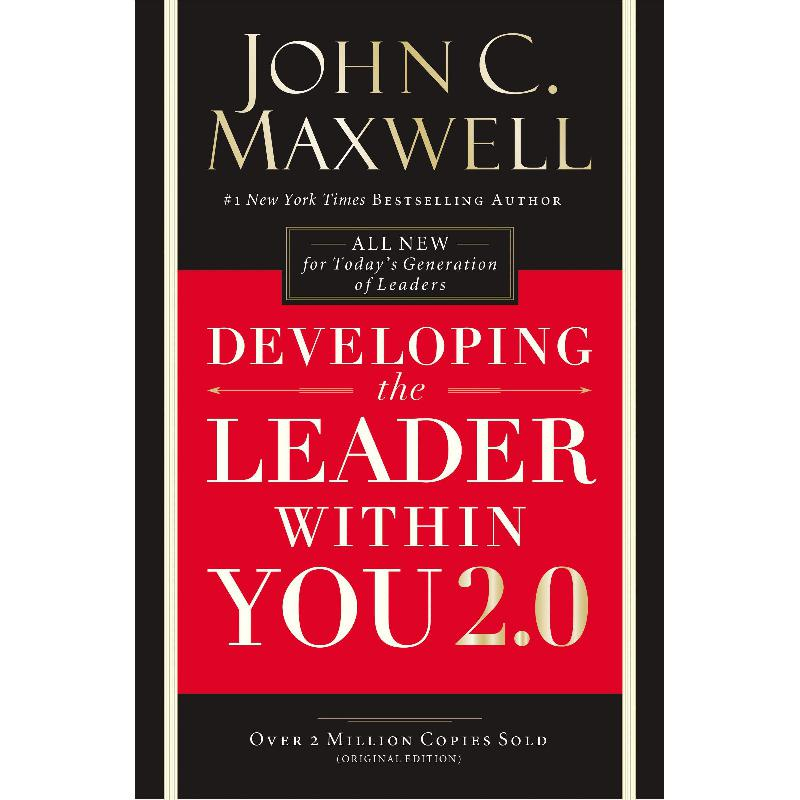 JOHN C.
MAXWELL
#1 New York Times BESTSELLING AUTHOR
ALL NEW
for Today's Generation
of Leaders
DEVELOPING
the
LEADER
WITHIN
YOU 2.0
OVER 2 MILLION COPIES SOLD
(ORIGINAL EDITION)